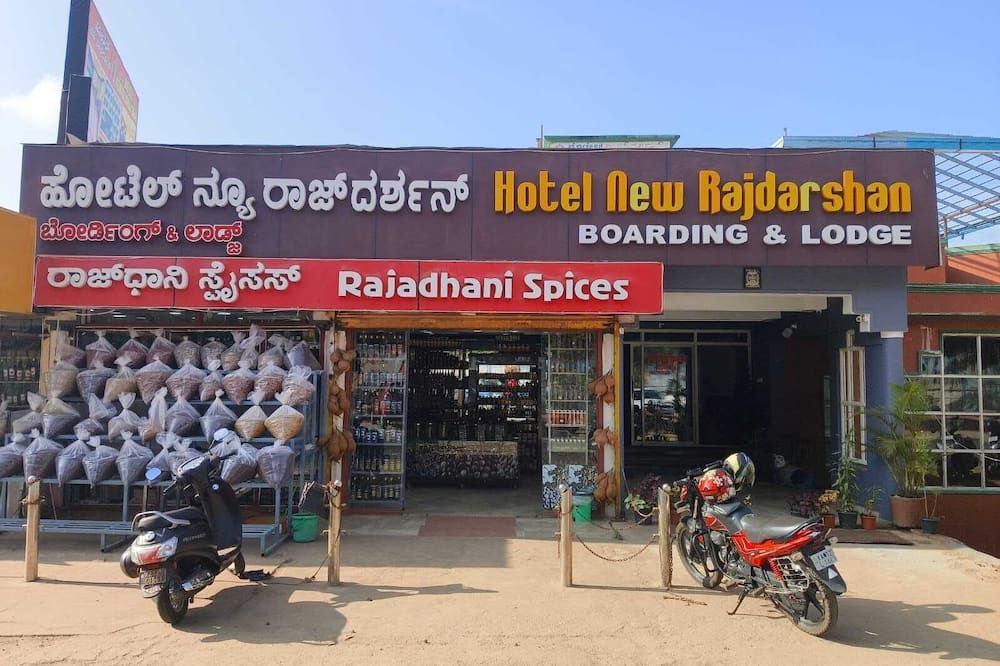 ಹೋಟೆಲ್ ನ್ಯೂ ರಾಜ್‌ದರ್ಶನ್ Hotel New Rajdarshan
ಬೋರ್ಡಿಂಗ್ & ಲಾಡ್ಜ್ BOARDING & LODGE
ರಾಜ್‌ಧಾನಿ ಸ್ಪೈಸಸ್ Rajadhani Spices